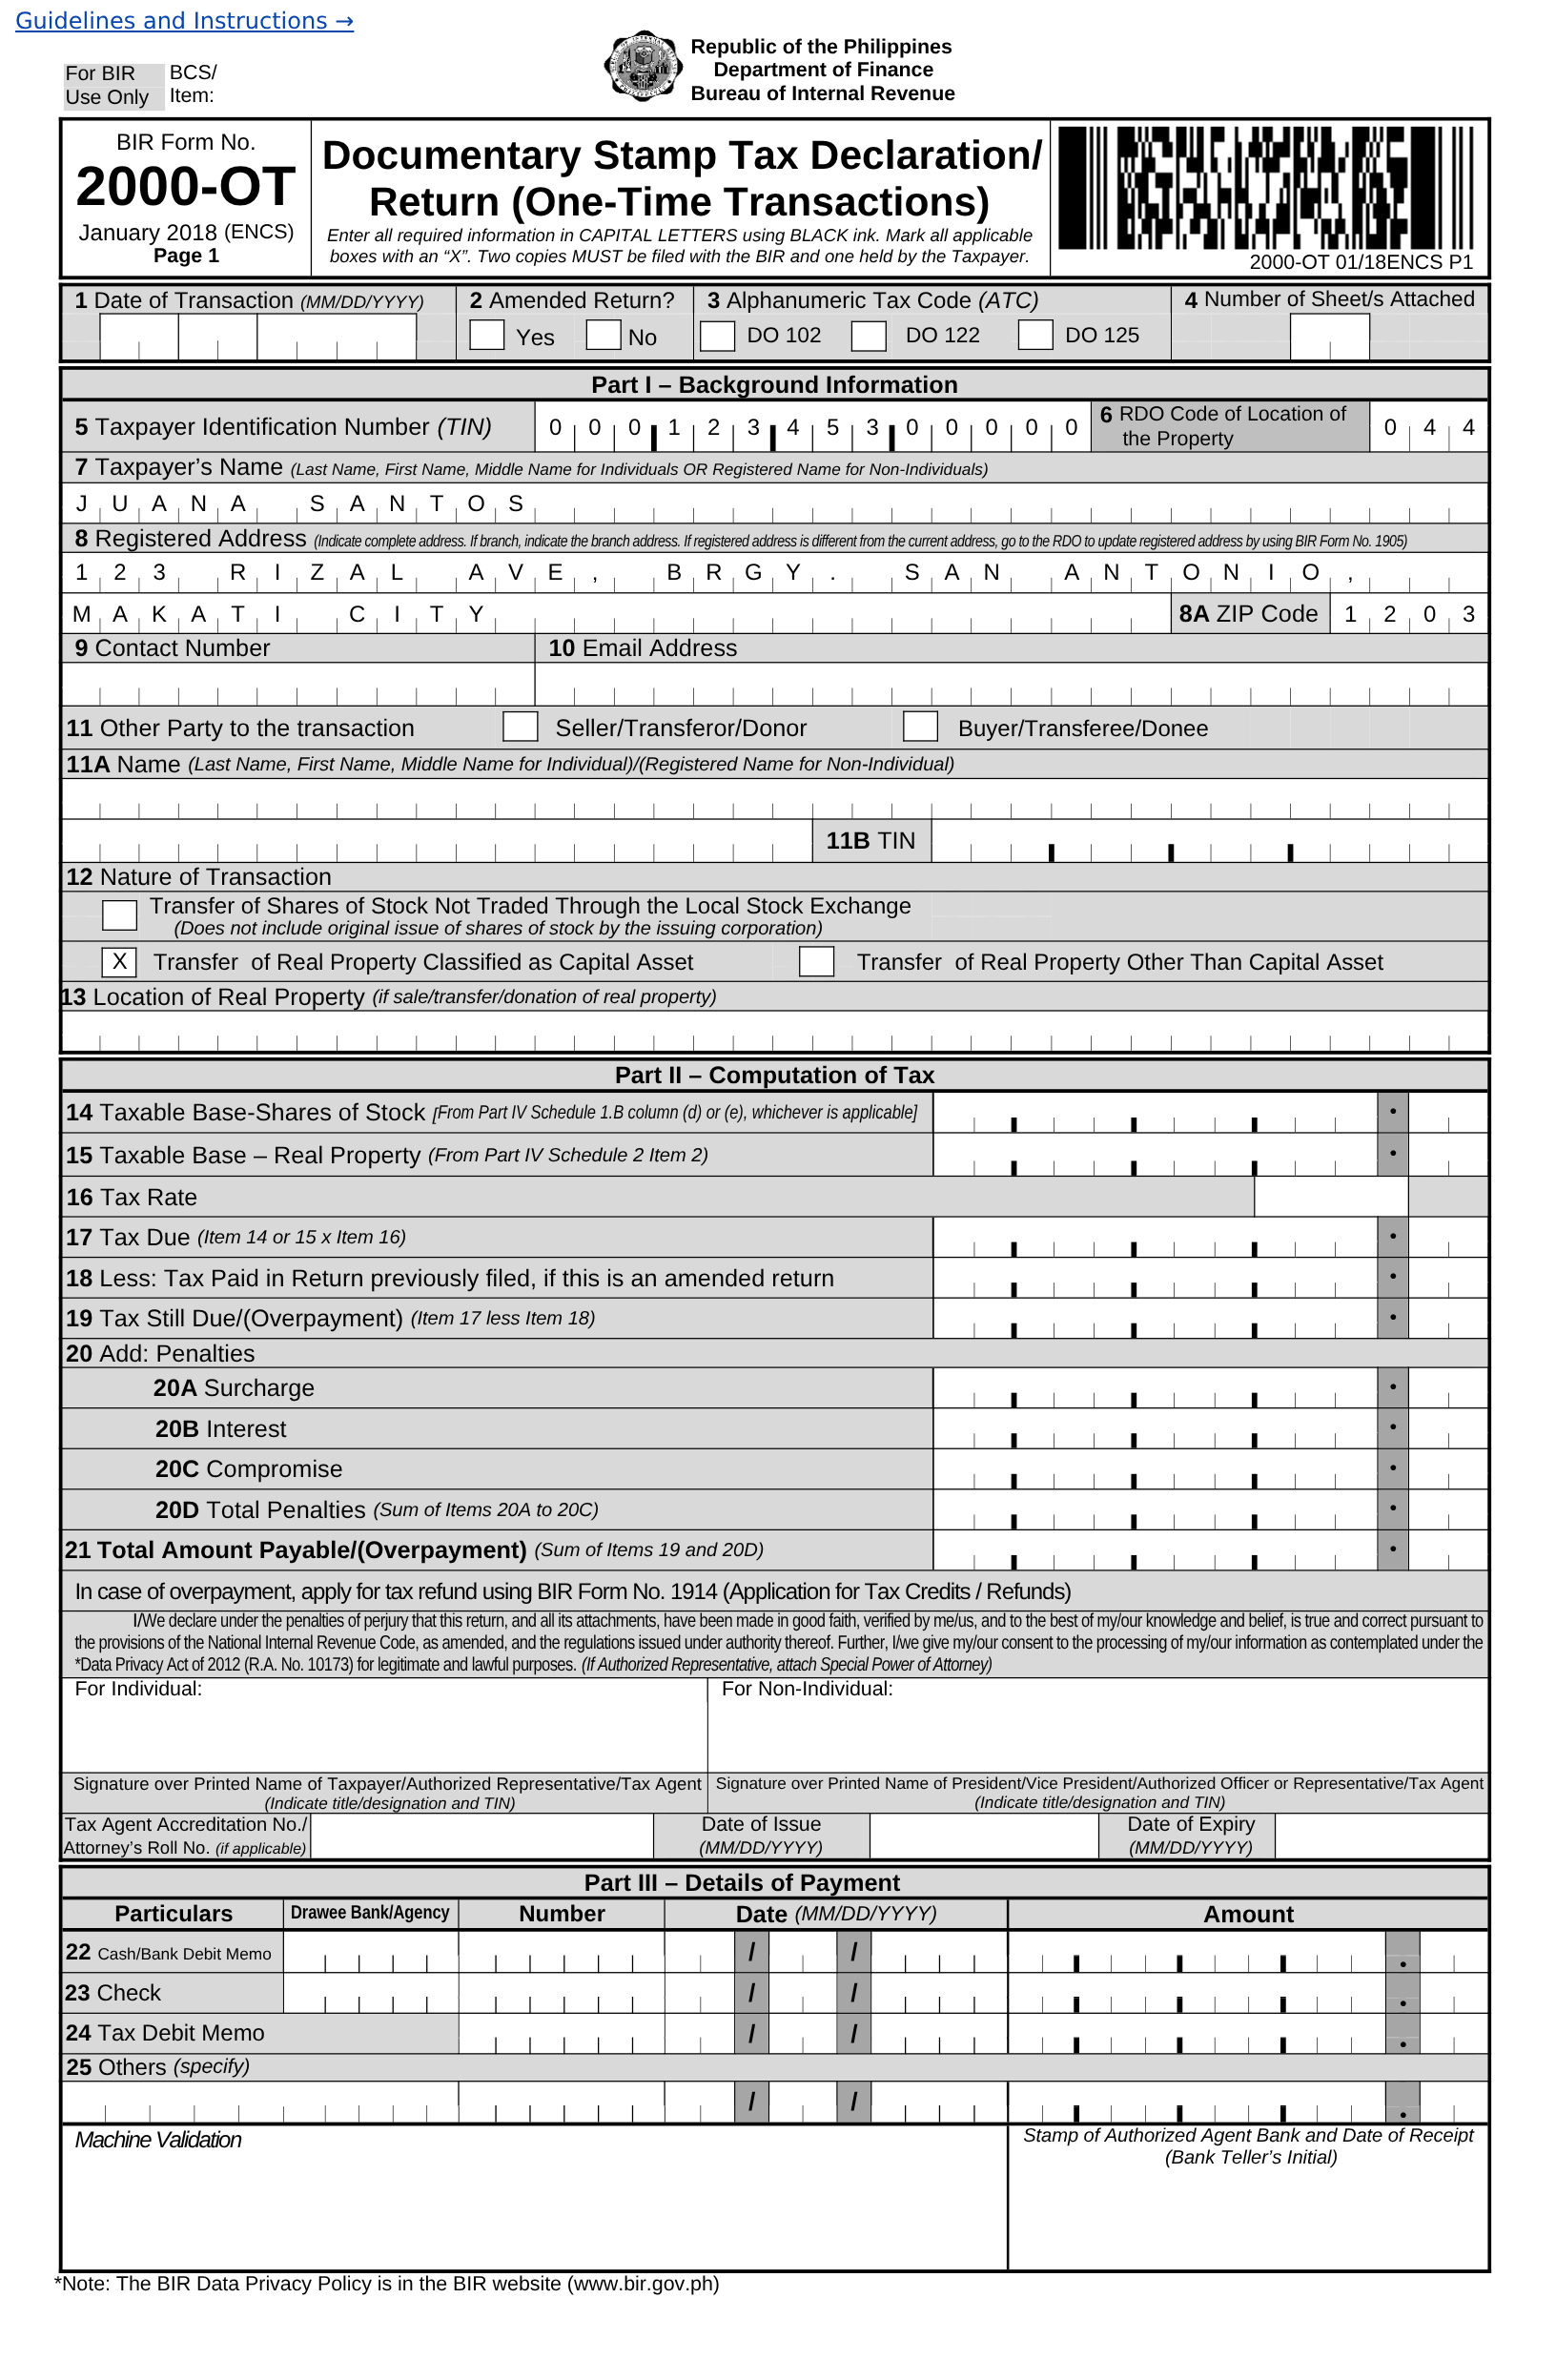 Guidelines and Instructions →
For BIR Use Only
BCS/
Item:
Republic of the Philippines
Department of Finance
Bureau of Internal Revenue
BIR Form No.
2000-OT
January 2018 (ENCS)
Page 1
Documentary Stamp Tax Declaration/
Return (One-Time Transactions)
Enter all required information in CAPITAL LETTERS using BLACK ink. Mark all applicable
boxes with an “X”. Two copies MUST be filed with the BIR and one held by the Taxpayer.
2000-OT 01/18ENCS P1
1 Date of Transaction (MM/DD/YYYY)
2 Amended Return?
Yes No
3 Alphanumeric Tax Code (ATC)
DO 102 DO 122 DO 125
4 Number of Sheet/s Attached
Part I – Background Information
5 Taxpayer Identification Number (TIN) 0 0 0 1 2 3 4 5 3 0 0 0 0 0
6 RDO Code of Location of
the Property
0 4 4
7 Taxpayer’s Name (Last Name, First Name, Middle Name for Individuals OR Registered Name for Non-Individuals)
JUANA SANTOS
8 Registered Address (Indicate complete address. If branch, indicate the branch address. If registered address is different from the current address, go to the RDO to update registered address by using BIR Form No. 1905)
123 RIZAL AVE, BRGY. SAN ANTONIO,
MAKATI CITY
8A ZIP Code 1 2 0 3
9 Contact Number
10 Email Address
11 Other Party to the transaction Seller/Transferor/Donor Buyer/Transferee/Donee
11A Name (Last Name, First Name, Middle Name for Individual)/(Registered Name for Non-Individual)
11B TIN
12 Nature of Transaction
Transfer of Shares of Stock Not Traded Through the Local Stock Exchange
(Does not include original issue of shares of stock by the issuing corporation)
X Transfer of Real Property Classified as Capital Asset
Transfer of Real Property Other Than Capital Asset
13 Location of Real Property (if sale/transfer/donation of real property)
Part II – Computation of Tax
14 Taxable Base-Shares of Stock [From Part IV Schedule 1.B column (d) or (e), whichever is applicable]
15 Taxable Base – Real Property (From Part IV Schedule 2 Item 2)
16 Tax Rate
17 Tax Due (Item 14 or 15 x Item 16)
18 Less: Tax Paid in Return previously filed, if this is an amended return
19 Tax Still Due/(Overpayment) (Item 17 less Item 18)
20 Add: Penalties
20A Surcharge
20B Interest
20C Compromise
20D Total Penalties (Sum of Items 20A to 20C)
21 Total Amount Payable/(Overpayment) (Sum of Items 19 and 20D)
In case of overpayment, apply for tax refund using BIR Form No. 1914 (Application for Tax Credits / Refunds)
I/We declare under the penalties of perjury that this return, and all its attachments, have been made in good faith, verified by me/us, and to the best of my/our knowledge and belief, is true and correct pursuant to
the provisions of the National Internal Revenue Code, as amended, and the regulations issued under authority thereof. Further, I/we give my/our consent to the processing of my/our information as contemplated under the
*Data Privacy Act of 2012 (R.A. No. 10173) for legitimate and lawful purposes. (If Authorized Representative, attach Special Power of Attorney)
For Individual:
For Non-Individual:
Signature over Printed Name of Taxpayer/Authorized Representative/Tax Agent
(Indicate title/designation and TIN)
Signature over Printed Name of President/Vice President/Authorized Officer or Representative/Tax Agent
(Indicate title/designation and TIN)
Tax Agent Accreditation No./
Attorney’s Roll No. (if applicable)
Date of Issue
(MM/DD/YYYY)
Date of Expiry
(MM/DD/YYYY)
Part III – Details of Payment
Particulars Drawee Bank/Agency Number Date (MM/DD/YYYY) Amount
22 Cash/Bank Debit Memo / /
23 Check / /
24 Tax Debit Memo / /
25 Others (specify)
/ /
Machine Validation
Stamp of Authorized Agent Bank and Date of Receipt
(Bank Teller’s Initial)
*Note: The BIR Data Privacy Policy is in the BIR website (www.bir.gov.ph)